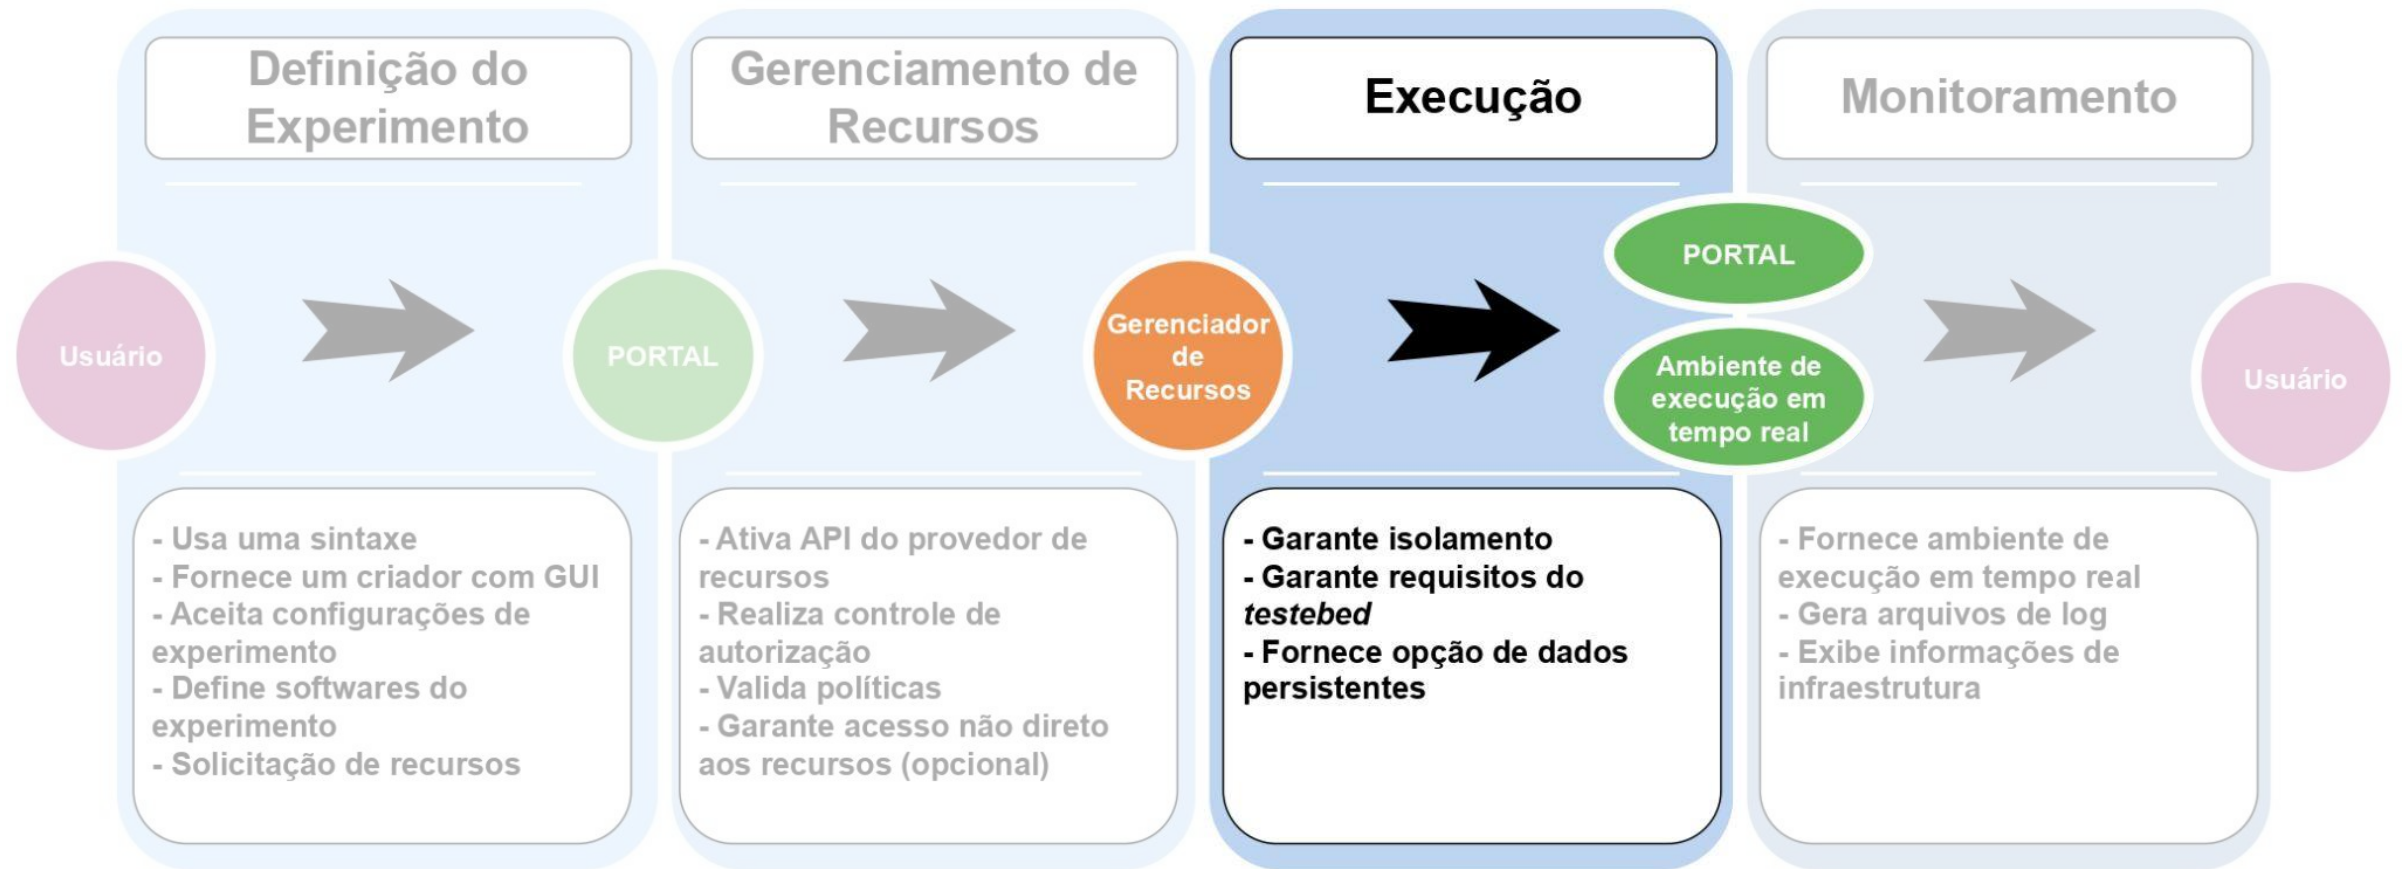 Definição do
Experimento
Gerenciamento de
Recursos
Execução
Monitoramento
Usuário
PORTAL
Gerenciador
de
Recursos
PORTAL
Ambiente de
execução em
tempo real
Usuário
- Usa uma sintaxe
- Fornece um criador com GUI
- Aceita configurações de
experimento
- Define softwares do
experimento
- Solicitação de recursos
- Ativa API do provedor de
recursos
- Realiza controle de
autorização
- Valida políticas
- Garante acesso não direto
aos recursos (opcional)
- Garante isolamento
- Garante requisitos do
testebed
- Fornece opção de dados
persistentes
- Fornece ambiente de
execução em tempo real
- Gera arquivos de log
- Exibe informações de
infraestrutura